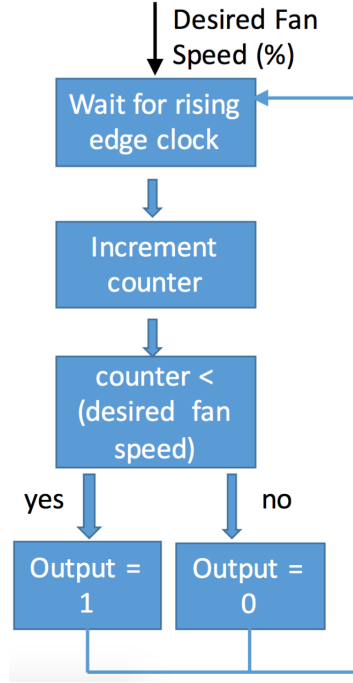 Desired Fan
Speed (%)
Wait for rising
edge clock
Increment
counter
counter <
(desired fan
speed)
yes
no
Output =
1
Output =
0